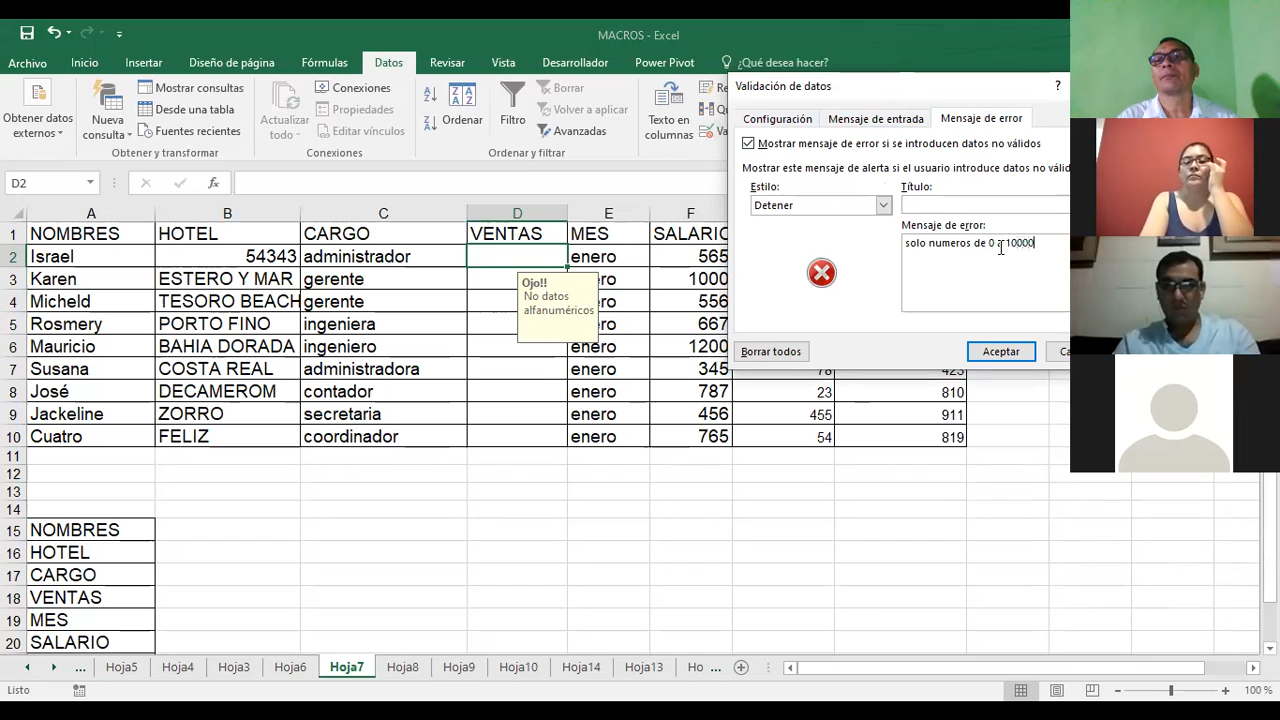 MACROS - Excel
Archivo Inicio Insertar Diseño de página Fórmulas Datos Revisar Vista Desarrollador Power Pivot ¿Qué desea hacer?
Obtener datos externos
Nueva consulta
Mostrar consultas
Desde una tabla
Fuentes recientes
Obtener y transformar
Actualizar todo
Conexiones
Propiedades
Editar vínculos
Conexiones
Ordenar
Filtro
Borrar
Volver a aplicar
Avanzadas
Ordenar y filtrar
Texto en columnas
Validación de datos ?
Configuración Mensaje de entrada Mensaje de error
Mostrar mensaje de error si se introducen datos no válidos
Mostrar este mensaje de alerta si el usuario introduce datos no
Estilo: Título:
Detener
Mensaje de error:
solo numeros de 0 a 10000
Borrar todos Aceptar
D2 fx
A B C D E F
1 NOMBRES HOTEL CARGO VENTAS MES SALARIO
2 Israel 54343 administrador enero 565
3 Karen ESTERO Y MAR gerente 1000
4 Micheld TESORO BEACH gerente 556
5 Rosmery PORTO FINO ingeniera 667
6 Mauricio BAHIA DORADA ingeniero enero 1200
7 Susana COSTA REAL administradora enero 345 78 423
8 José DECAMEROM contador enero 787 23 810
9 Jackeline ZORRO secretaria enero 456 455 911
10 Cuatro FELIZ coordinador enero 765 54 819
Ojo!!
No datos
alfanuméricos
11
12
13
14
15 NOMBRES
16 HOTEL
17 CARGO
18 VENTAS
19 MES
20 SALARIO
... Hoja5 Hoja4 Hoja3 Hoja6 Hoja7 Hoja8 Hoja9 Hoja10 Hoja14 Hoja13 Ho ...
Listo 100 %